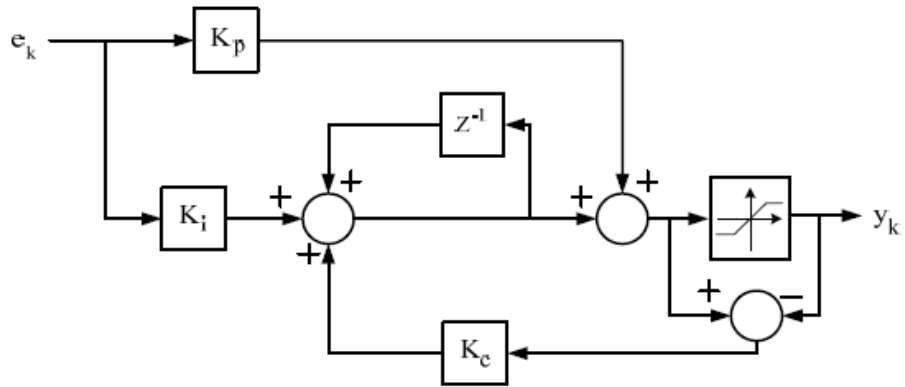 e_k
K_p
Z^-1
+
+
+
+
K_i
+
y_k
+
−
K_c